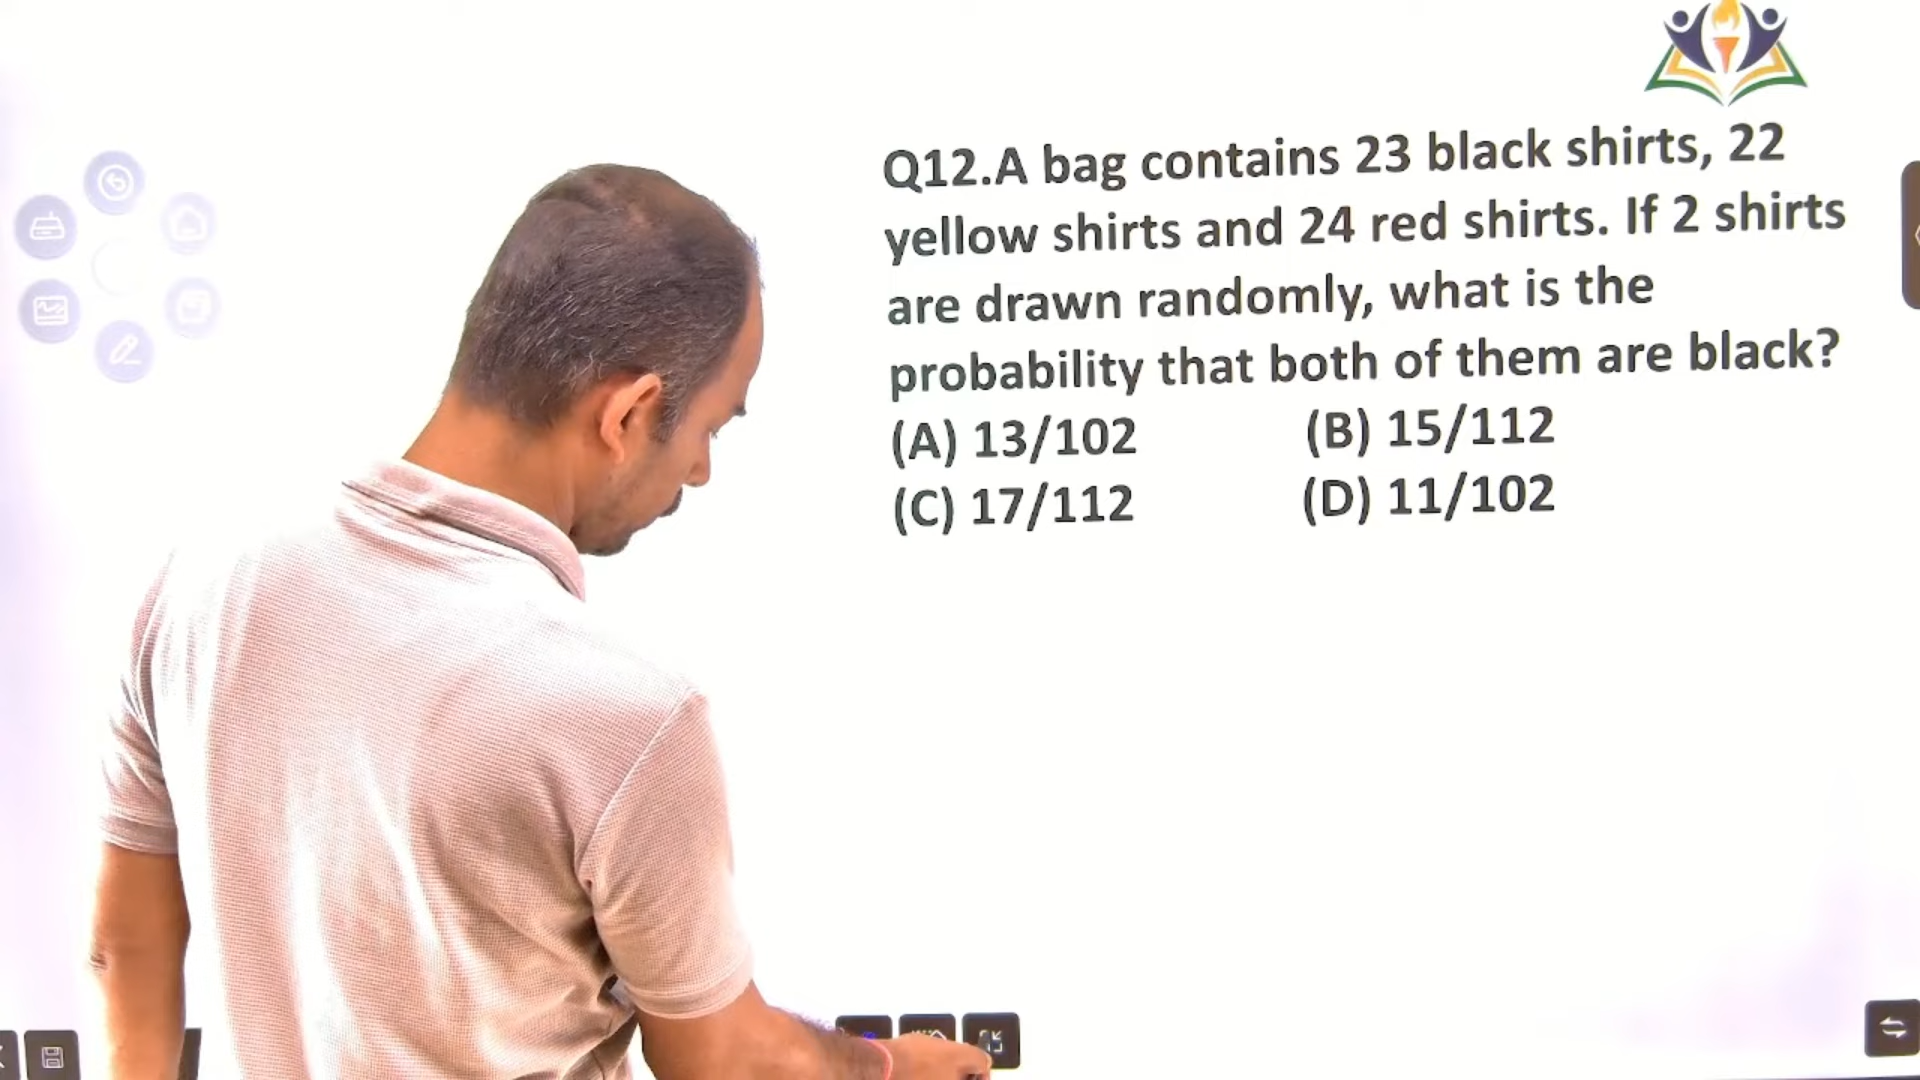 Q12.A bag contains 23 black shirts, 22
yellow shirts and 24 red shirts. If 2 shirts
are drawn randomly, what is the
probability that both of them are black?
(A) 13/102 (B) 15/112
(C) 17/112 (D) 11/102